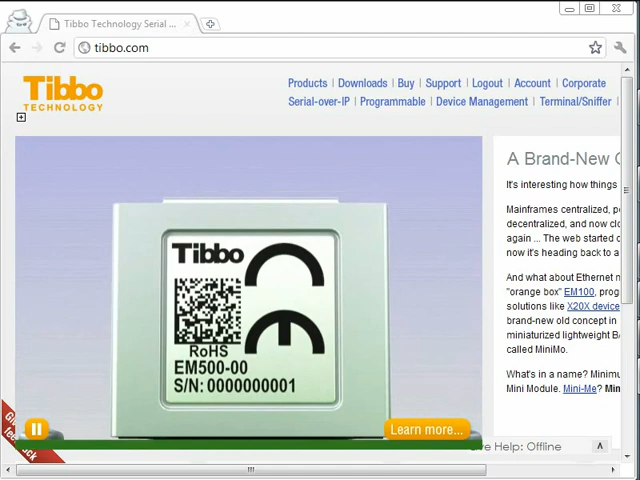 Tibbo Technology Serial ...
tibbo.com
Tibbo
TECHNOLOGY
Products | Downloads | Buy | Support | Logout | Account | Corporate
Serial-over-IP | Programmable | Device Management | Terminal/Sniffer |
A Brand-New
It's interesting how things
Mainframes centralized,
decentralized, and now
again ... The web started
now it's heading back to a
And what about Ethernet
"orange box" EM100,
solutions like X20X device
brand-new old concept in
miniaturized lightweight
called MiniMo.
What's in a name?
Mini Module. Mini-Me?
Tibbo
CE
RoHS
EM500-00
S/N: 0000000001
Learn more...
Help: Offline